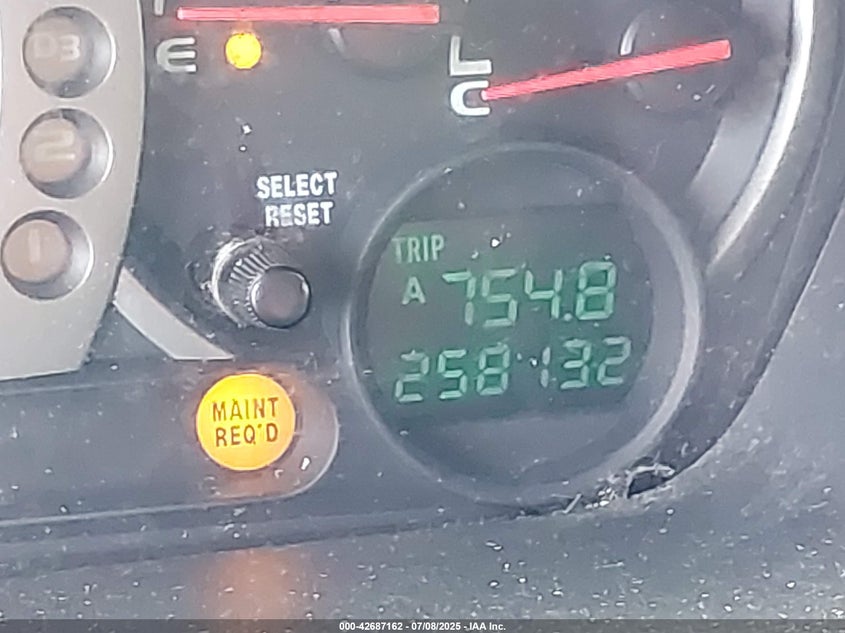 D3
E
L
C
2
SELECT
RESET
1
TRIP
A 754.8
258132
MAINT
REQ'D
000-42687162 - 07/08/2025 - IAA Inc.